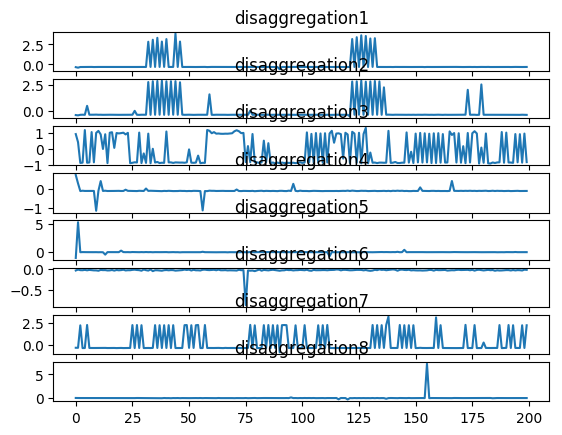 disaggregation1
2.5
0.0
disaggregation2
2.5
0.0
disaggregation3
1
0
−1
disaggregation4
0
−1
disaggregation5
5
0
disaggregation6
0.0
−0.5
disaggregation7
2.5
0.0
disaggregation8
5
0
0 25 50 75 100 125 150 175 200